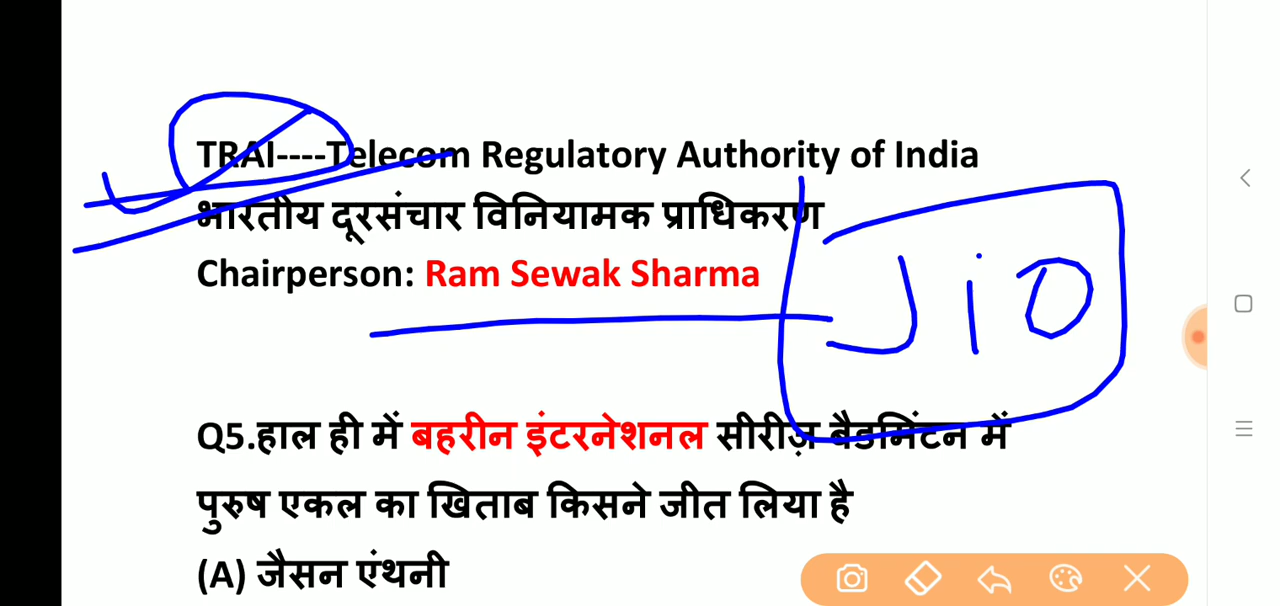 TRAI----Telecom Regulatory Authority of India
भारतीय दूरसंचार विनियामक प्राधिकरण
Chairperson: Ram Sewak Sharma
Jio
Q5.हाल ही में बहरीन इंटरनेशनल सीरीज़ बैडमिंटन में
पुरुष एकल का खिताब किसने जीत लिया है
(A) जैसन एंथनी